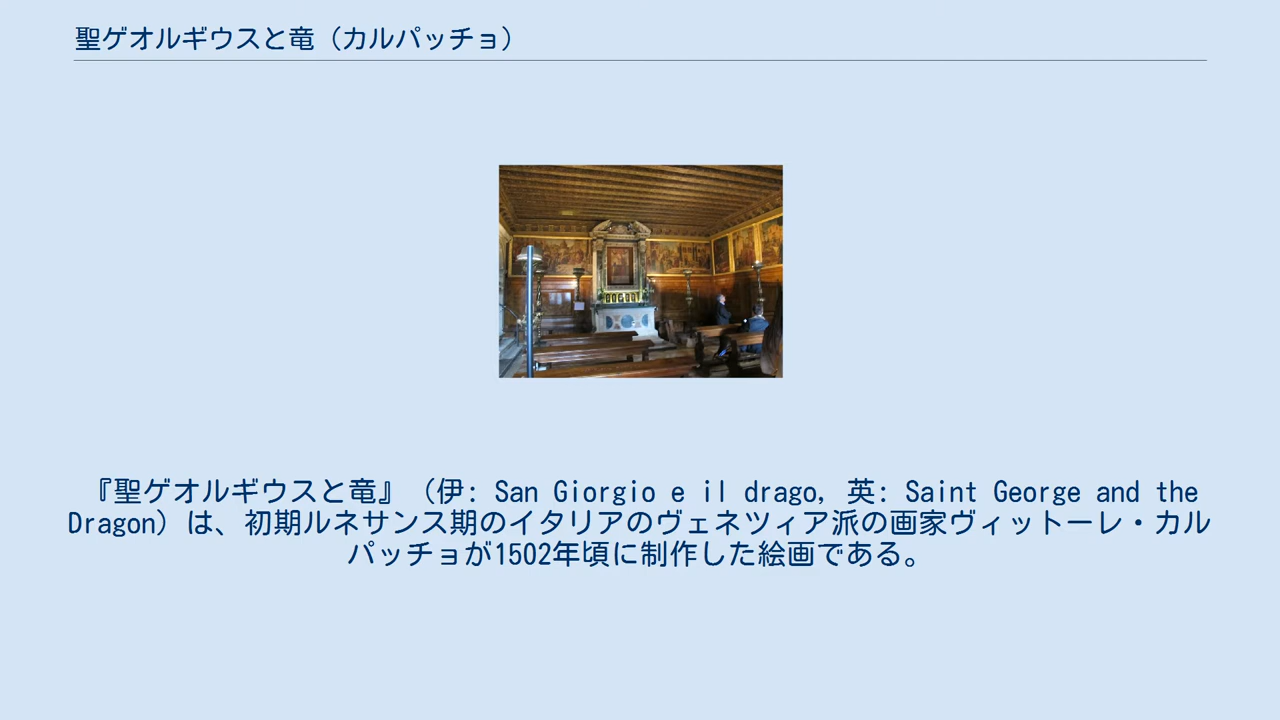 聖ゲオルギウスと竜（カルパッチョ）
『聖ゲオルギウスと竜』（伊: San Giorgio e il drago, 英: Saint George and the
Dragon）は、初期ルネサンス期のイタリアのヴェネツィア派の画家ヴィットーレ・カル
パッチョが1502年頃に制作した絵画である。